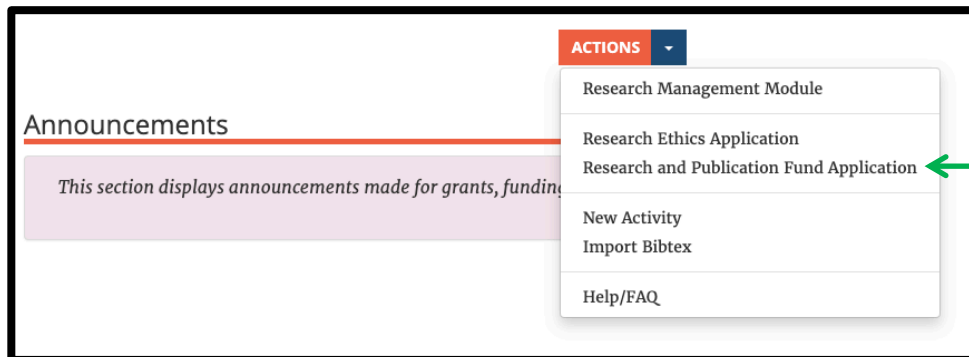 ACTIONS
Research Management Module
Announcements
Research Ethics Application
Research and Publication Fund Application
This section displays announcements made for grants, funding
New Activity
Import Bibtex
Help/FAQ